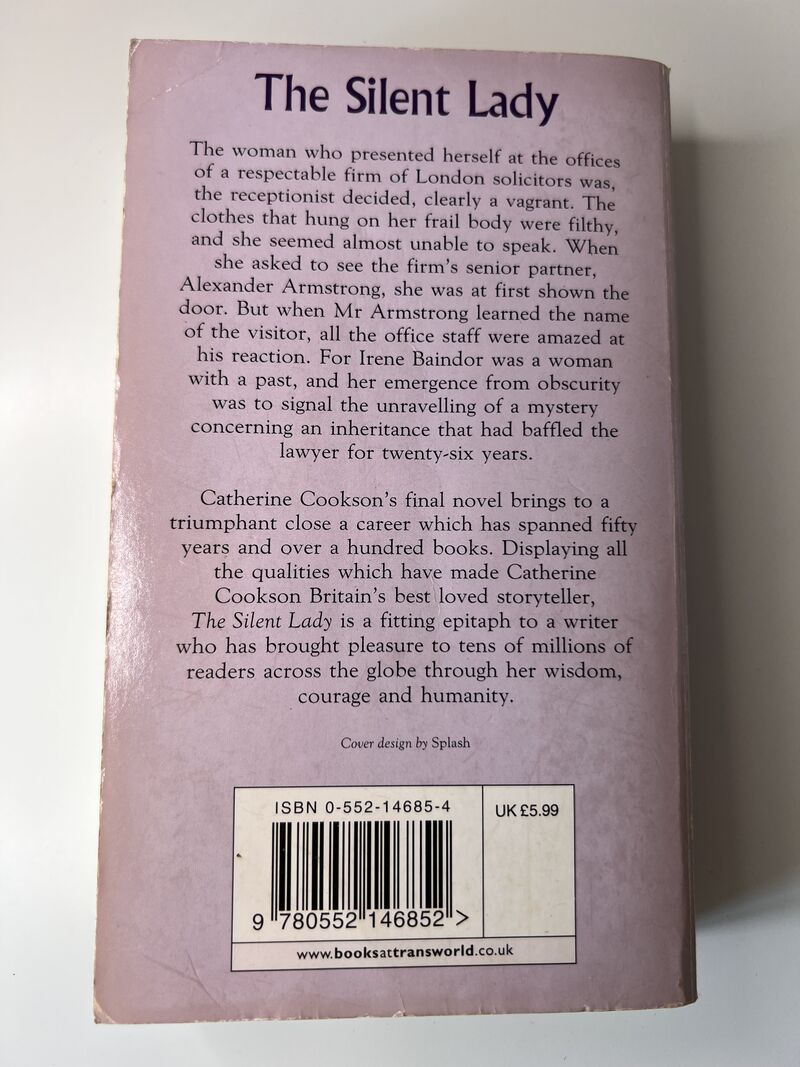 The Silent Lady
The woman who presented herself at the offices
of a respectable firm of London solicitors was,
the receptionist decided, clearly a vagrant. The
clothes that hung on her frail body were filthy,
and she seemed almost unable to speak. When
she asked to see the firm's senior partner,
Alexander Armstrong, she was at first shown the
door. But when Mr Armstrong learned the name
of the visitor, all the office staff were amazed at
his reaction. For Irene Baindor was a woman
with a past, and her emergence from obscurity
was to signal the unravelling of a mystery
concerning an inheritance that had baffled the
lawyer for twenty-six years.
Catherine Cookson's final novel brings to a
triumphant close a career which has spanned fifty
years and over a hundred books. Displaying all
the qualities which have made Catherine
Cookson Britain's best loved storyteller,
The Silent Lady is a fitting epitaph to a writer
who has brought pleasure to tens of millions of
readers across the globe through her wisdom,
courage and humanity.
Cover design by Splash
ISBN 0-552-14685-4
UK £5.99
9 780552 146852 >
www.booksattransworld.co.uk